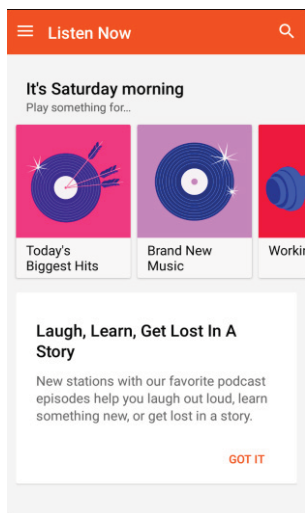 Listen Now
It's Saturday morning
Play something for...
Today's
Biggest Hits
Brand New
Music
Workin
Laugh, Learn, Get Lost In A
Story
New stations with our favorite podcast
episodes help you laugh out loud, learn
something new, or get lost in a story.
GOT IT